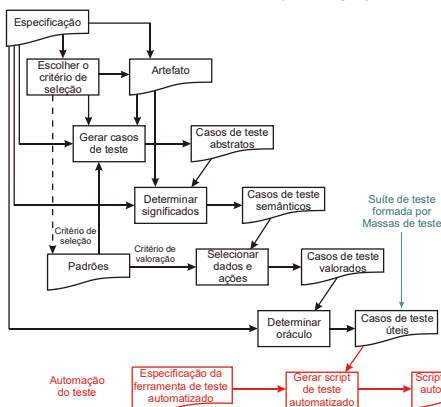 Especificação
Escolher o
critério de
seleção
Artefato
Gerar casos
de teste
Casos de teste
abstratos
Determinar
significados
Casos de teste
semânticos
Suíte de teste
formada por
Massas de teste
Critério de
seleção
Critério de
valoração
Padrões
Selecionar
dados e
ações
Casos de teste
valorados
Determinar
oráculo
Casos de teste
úteis
Automação
do teste
Especificação da
ferramenta de teste
automatizado
Gerar script
de teste
automatizado
Script